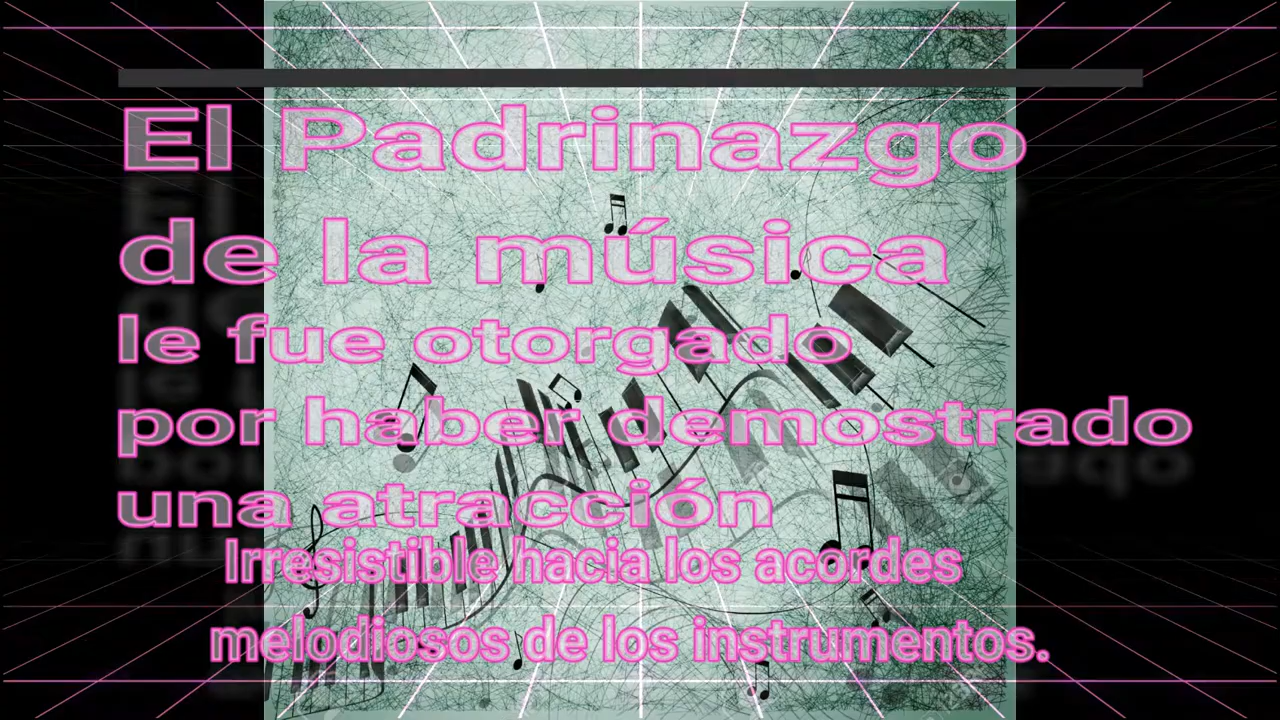 El Padrinazgo
de la música
le fue otorgado
por haber demostrado
una atracción
Irresistible hacia los acordes
melodiosos de los instrumentos.